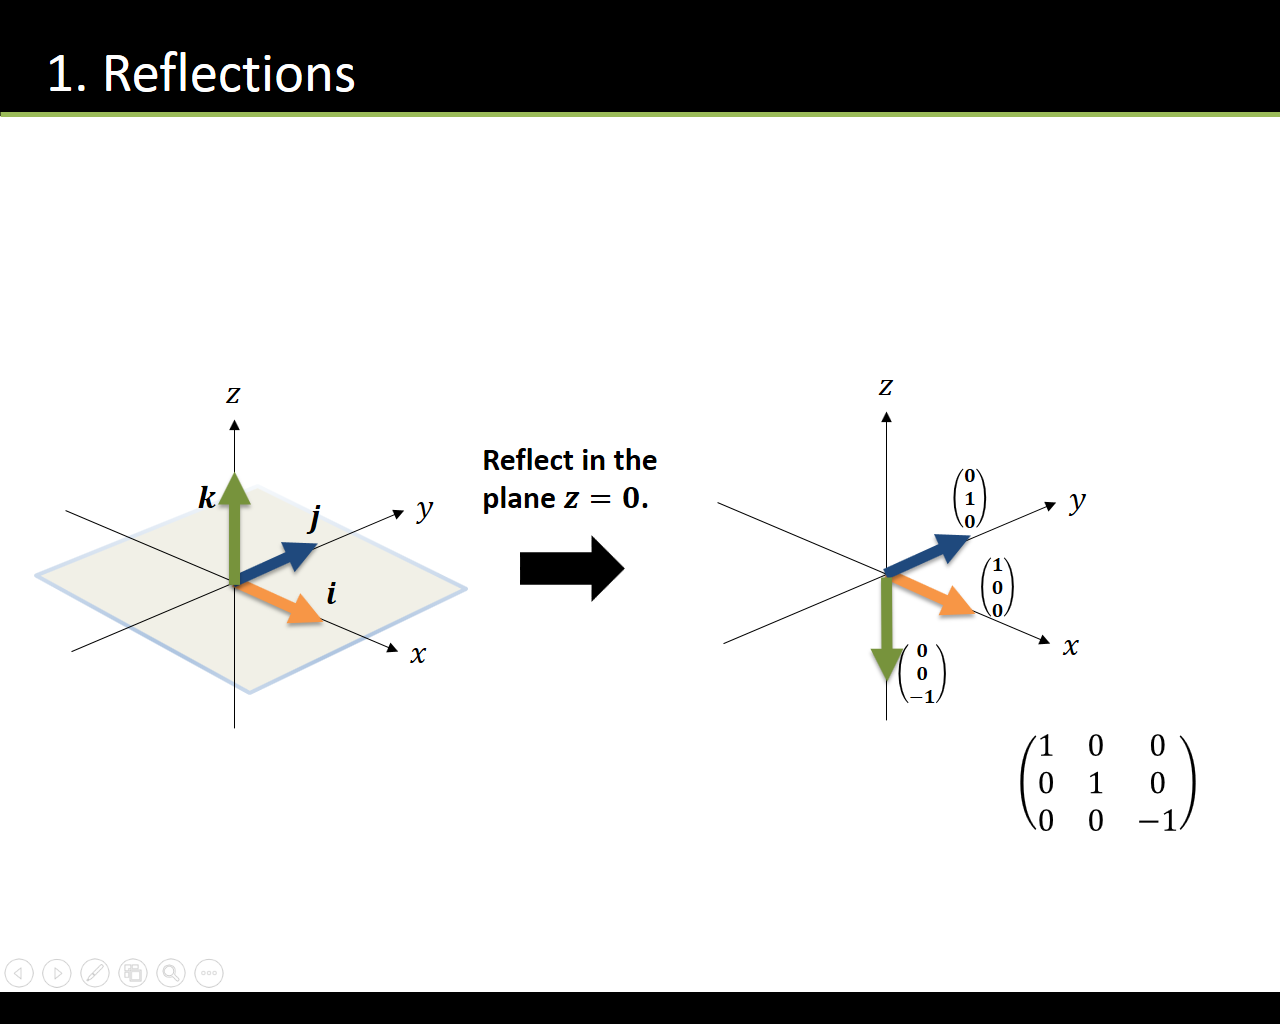 1. Reflections
z
k
j
y
i
x
Reflect in the
plane z = 0.
z
y
x
(0
1
0)
(1
0
0)
(0
0
−1)
(1 0 0
0 1 0
0 0 −1)